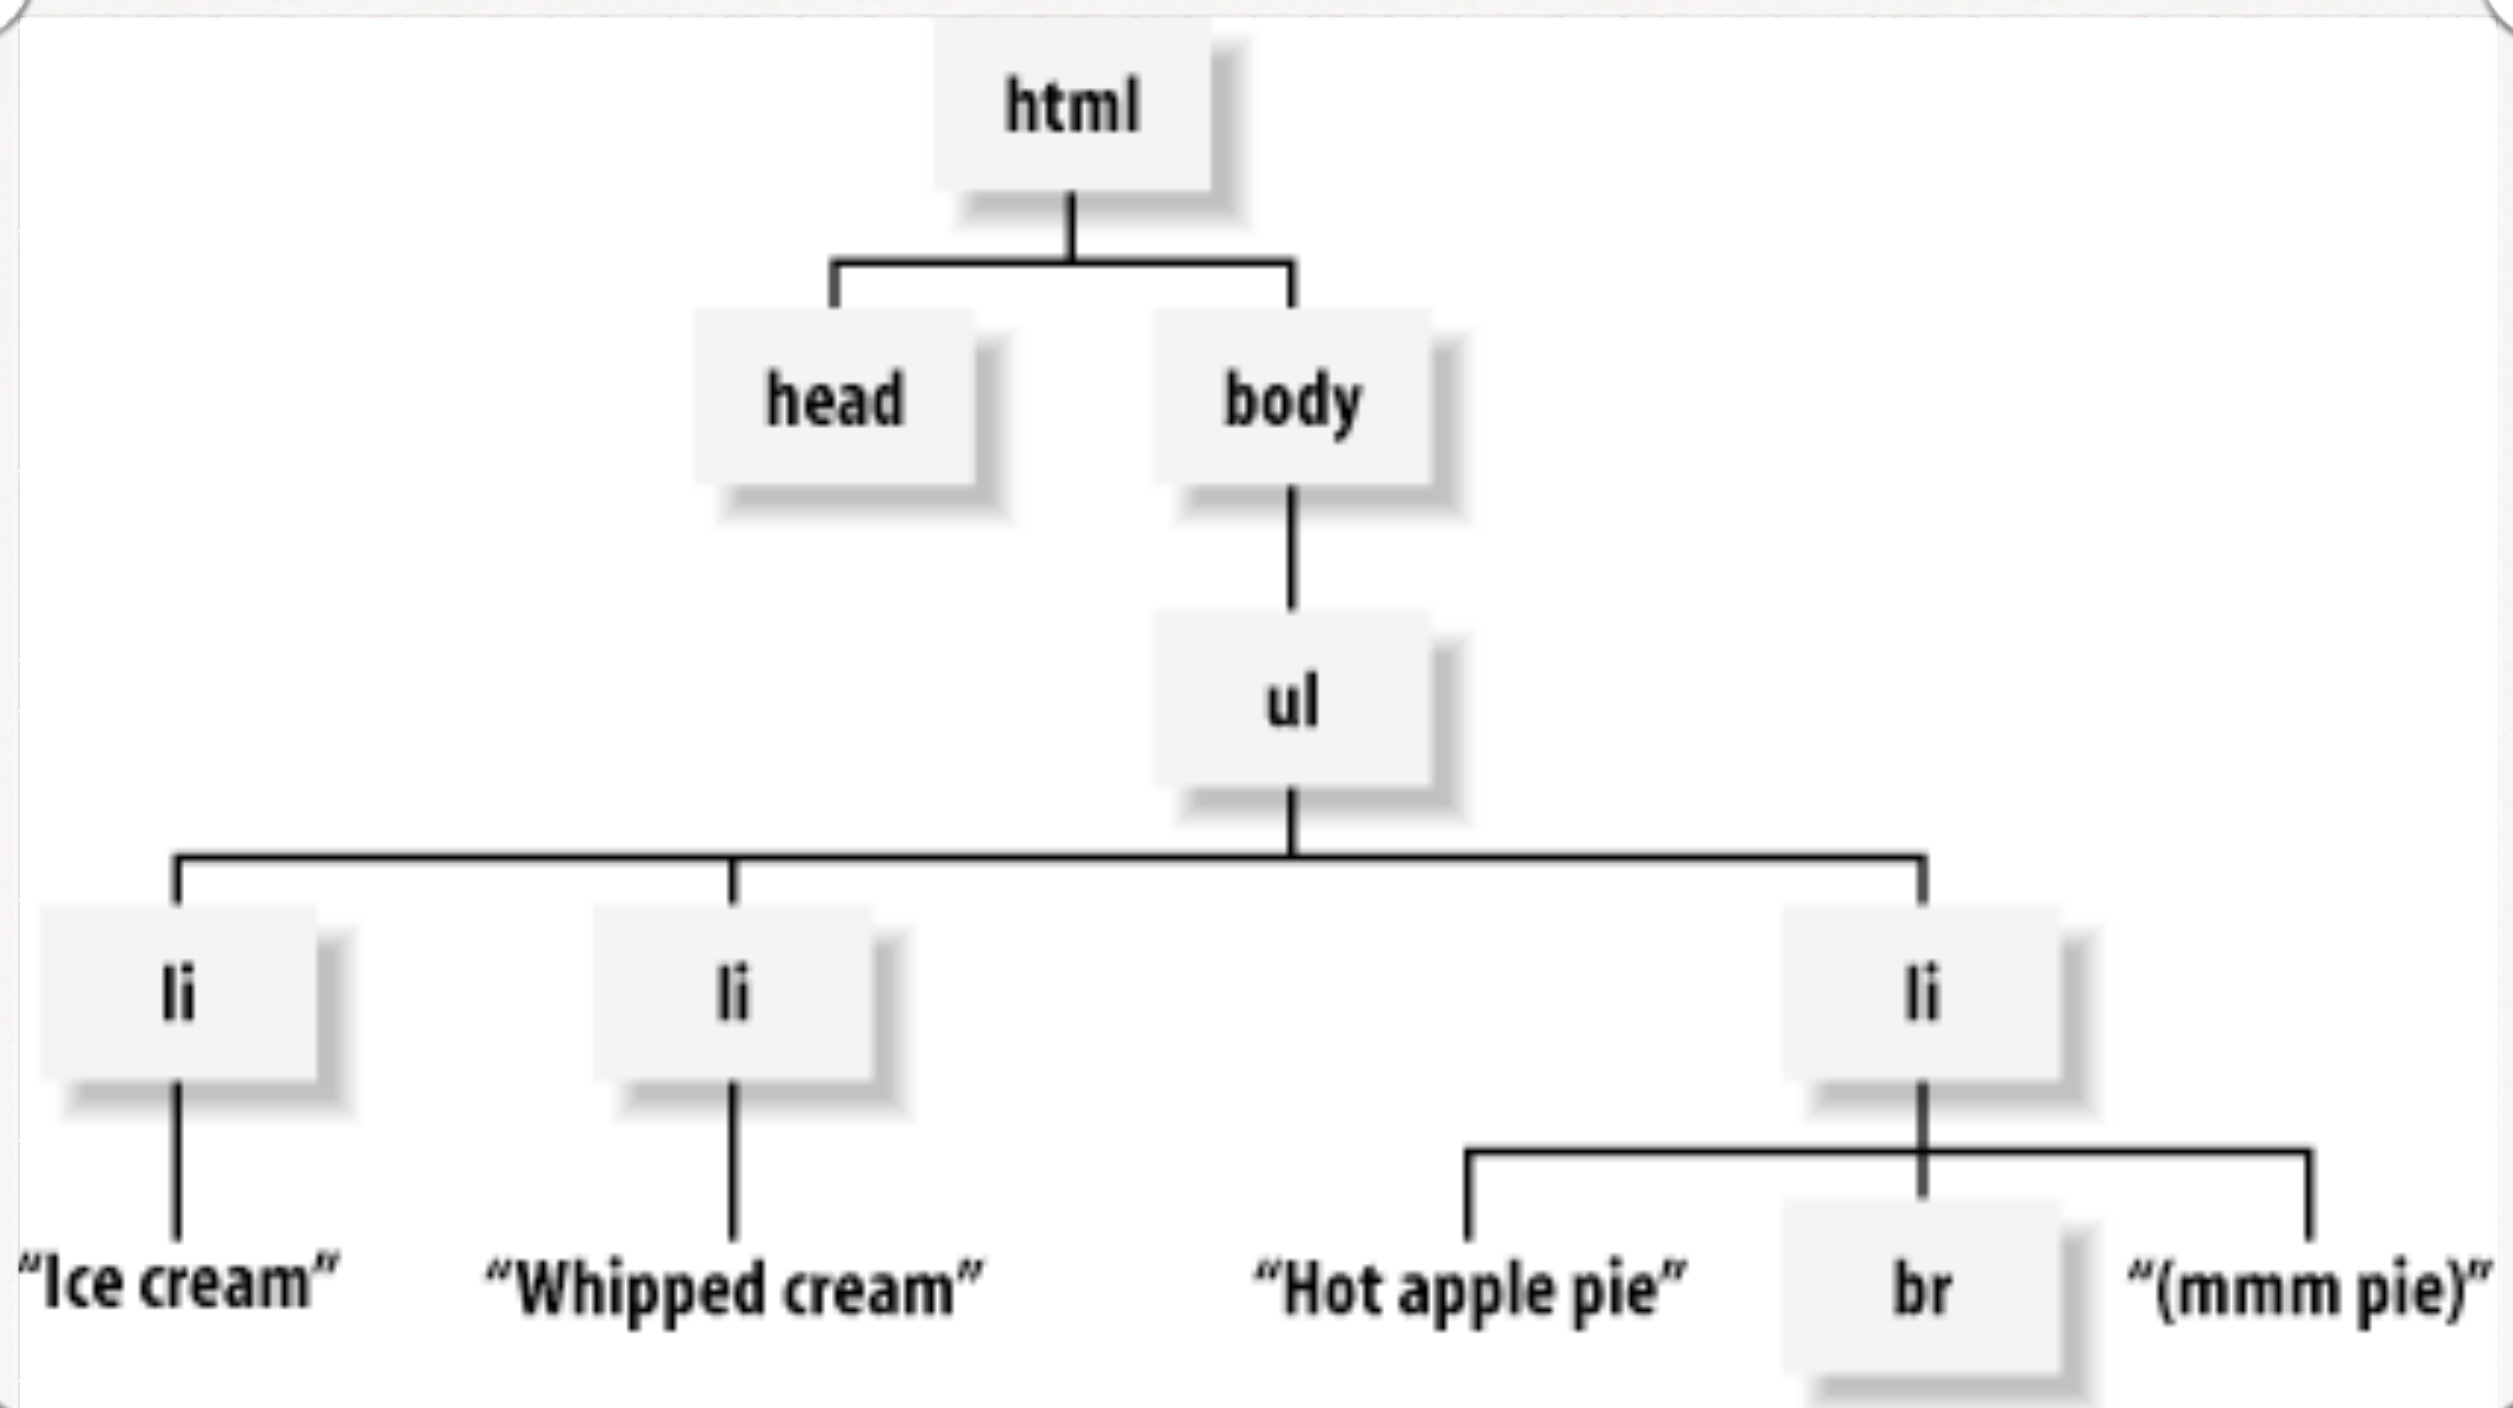 html
head
body
ul
li
li
li
“Ice cream”
“Whipped cream”
“Hot apple pie”
br
“(mmm pie)”